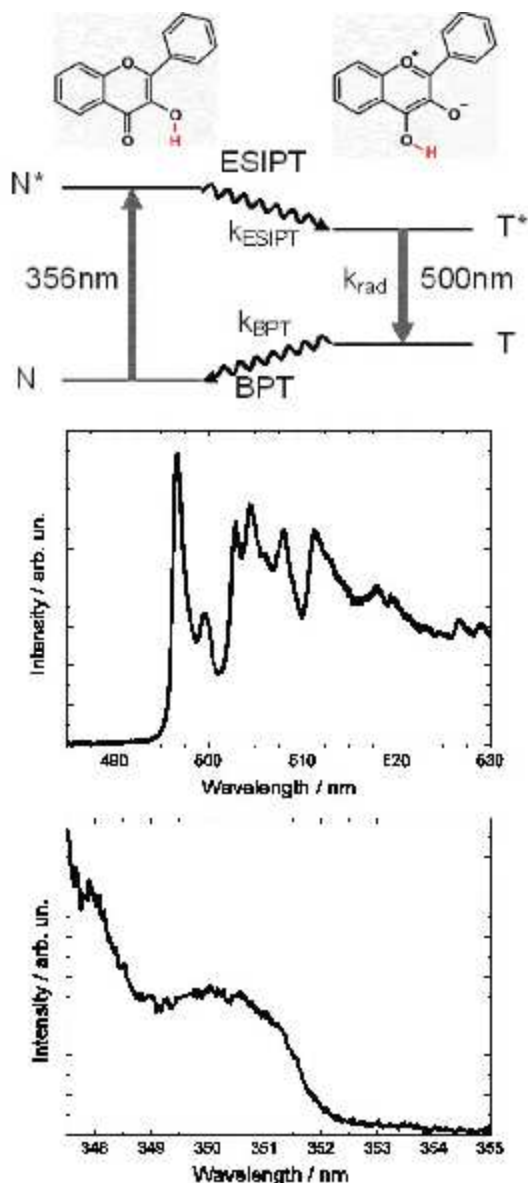 O O+
O O−
O H O H
ESIPT
N* T*
k_ESIPT
356nm k_rad 500nm
k_BPT
N BPT T
Intensity / arb. un.
490 500 510 520 530
Wavelength / nm
Intensity / arb. un.
348 349 350 351 352 353 354 355
Wavelength / nm